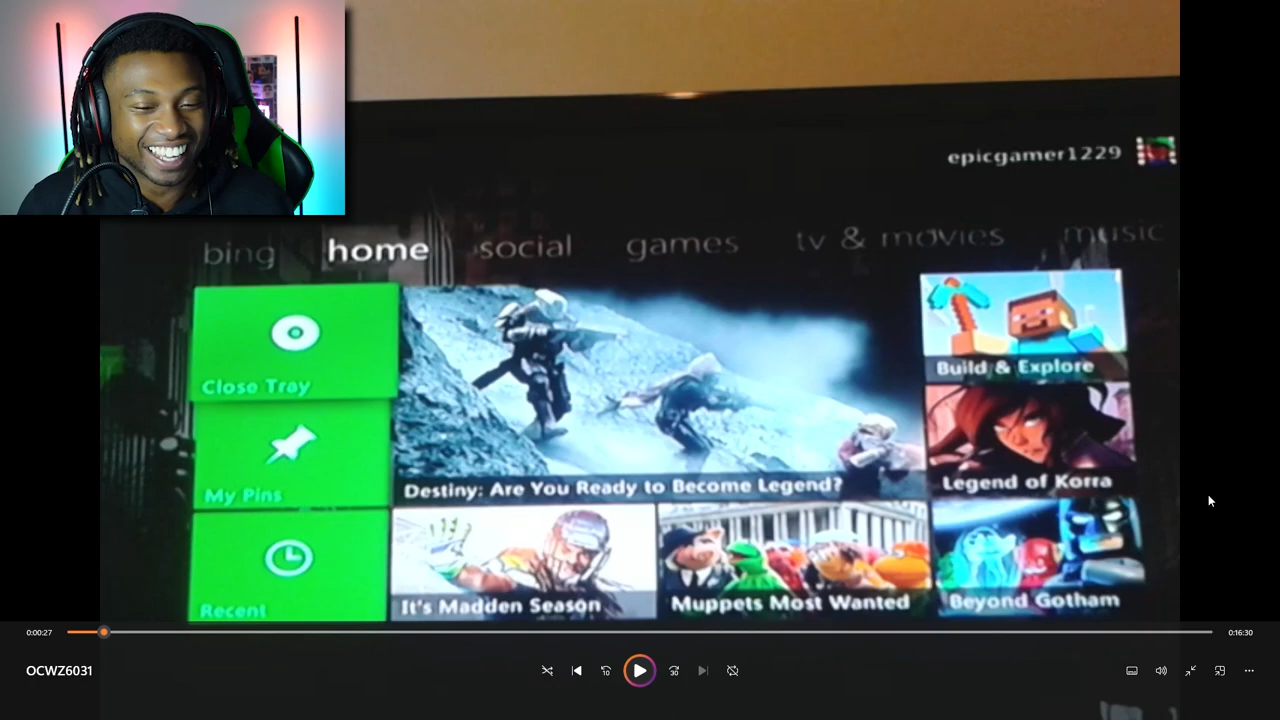 epicgamer1229
bing home social games tv & movies music
Close Tray
My Pins
Recent
Destiny: Are You Ready to Become Legend?
It's Madden Season
Muppets Most Wanted
Build & Explore
Legend of Korra
Beyond Gotham
0:00:27
0:16:30
OCWZ6031
10
30